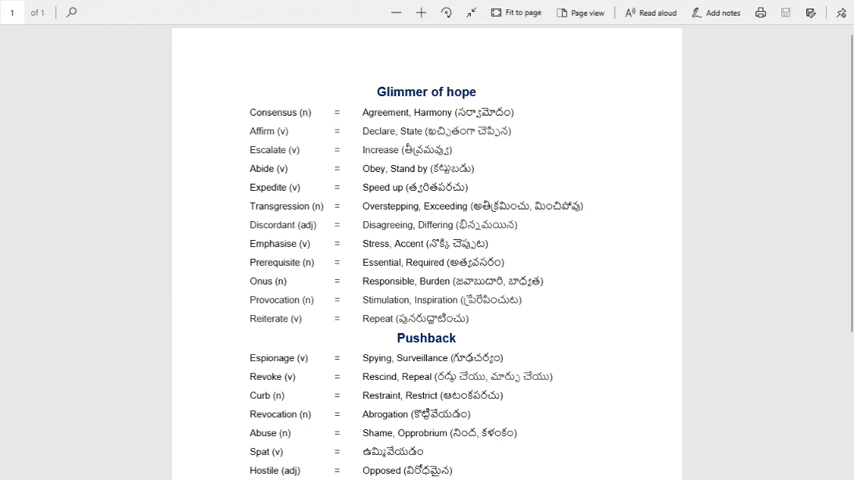 1 of 1 Fit to page Page view Read aloud Add notes
Glimmer of hope
Consensus (n) = Agreement, Harmony (సర్వామోదం)
Affirm (v) = Declare, State (ఖచ్చితంగా చెప్పిన)
Escalate (v) = Increase (తీవ్రమవ్వు)
Abide (v) = Obey, Stand by (కట్టుబడు)
Expedite (v) = Speed up (త్వరితపరచు)
Transgression (n) = Overstepping, Exceeding (అతిక్రమించు, మించిపోవు)
Discordant (adj) = Disagreeing, Differing (భిన్నమయిన)
Emphasise (v) = Stress, Accent (నొక్కి చెప్పుట)
Prerequisite (n) = Essential, Required (అత్యవసరం)
Onus (n) = Responsible, Burden (జవాబుదారి, బాధ్యత)
Provocation (n) = Stimulation, Inspiration (ప్రేరేపించుట)
Reiterate (v) = Repeat (పునరుద్ఘాటించు)
Pushback
Espionage (v) = Spying, Surveillance (గూఢచర్యం)
Revoke (v) = Rescind, Repeal (రద్దు చేయు, మార్పు చేయు)
Curb (n) = Restraint, Restrict (ఆటంకపరచు)
Revocation (n) = Abrogation (కొట్టివేయడం)
Abuse (n) = Shame, Opprobrium (నింద, కళంకం)
Spat (v) = ఉమ్మివేయడం
Hostile (adj) = Opposed (విరోధమైన)